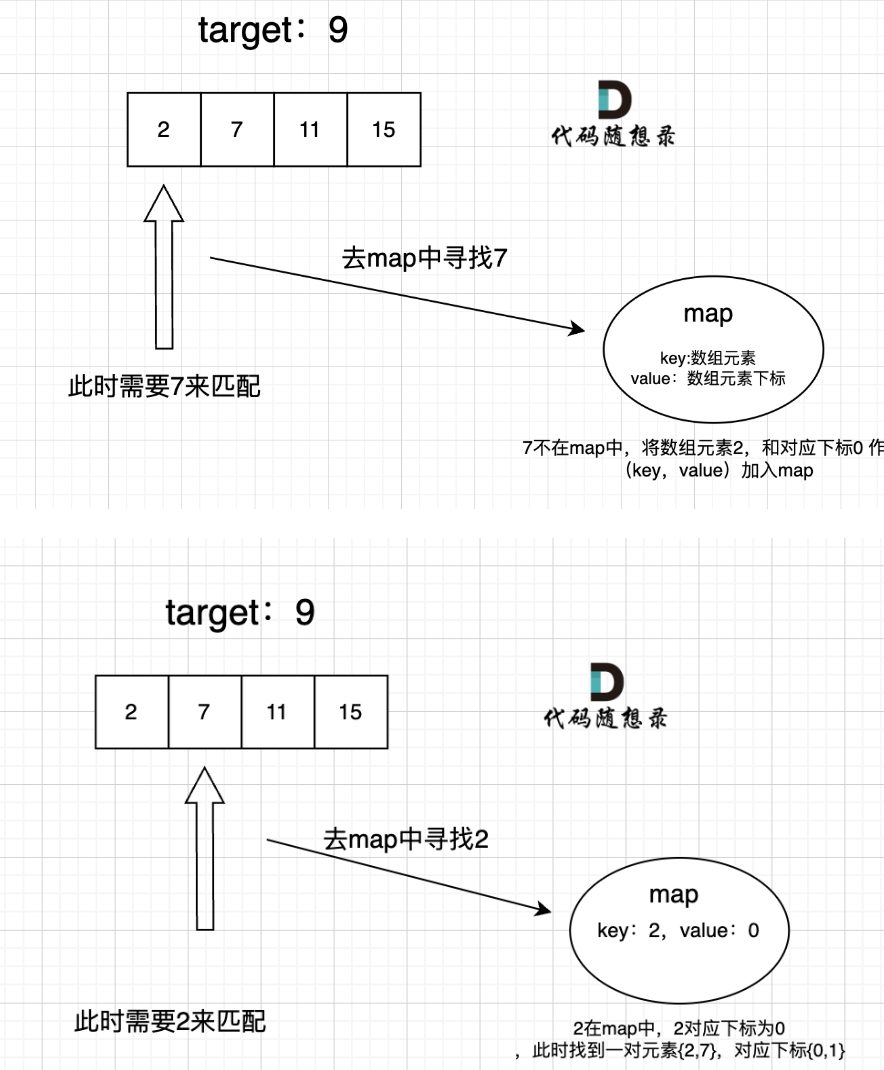 target：9
2 7 11 15
代码随想录
去map中寻找7
map
key:数组元素
value：数组元素下标
此时需要7来匹配
7不在map中，将数组元素2，和对应下标0 作
（key，value）加入map
target：9
2 7 11 15
代码随想录
去map中寻找2
map
key：2，value：0
此时需要2来匹配
2在map中，2对应下标为0
，此时找到一对元素{2,7}，对应下标{0,1}